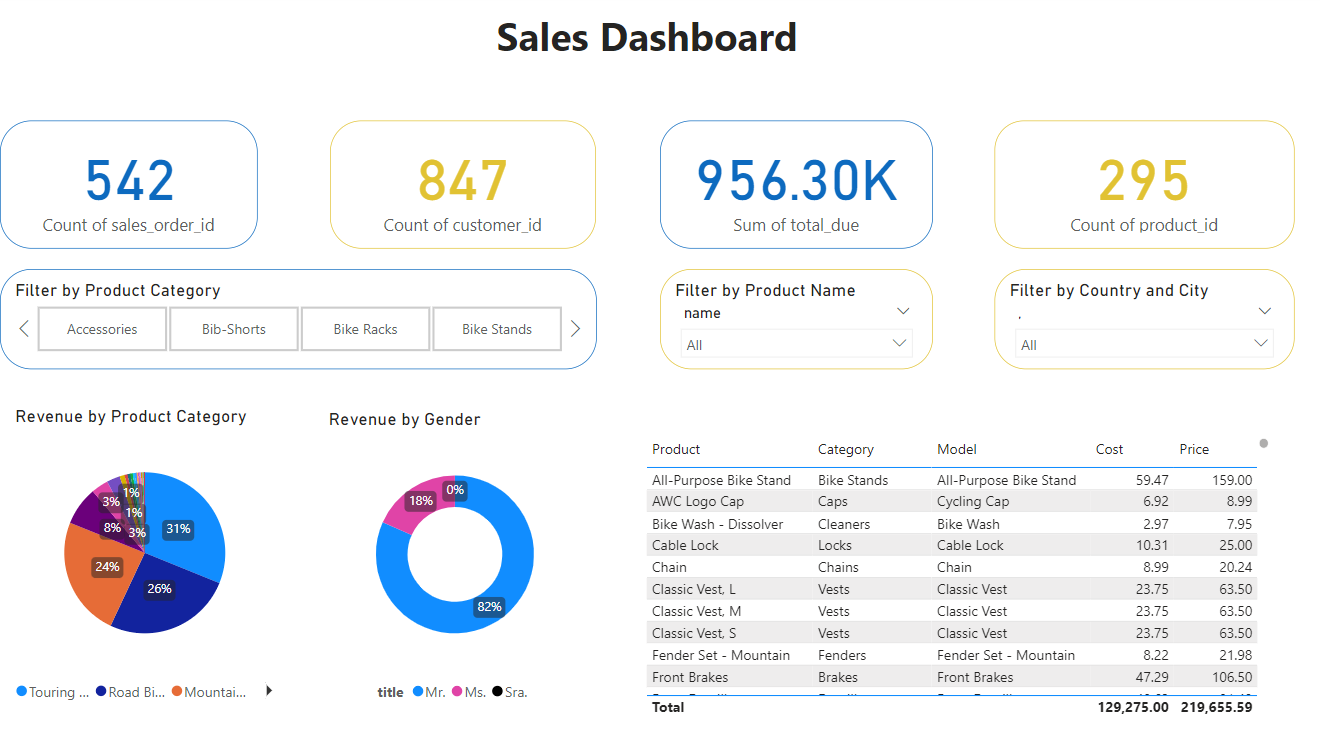 Sales Dashboard
542
Count of sales_order_id
847
Count of customer_id
956.30K
Sum of total_due
295
Count of product_id
Filter by Product Category
Accessories
Bib-Shorts
Bike Racks
Bike Stands
Filter by Product Name
name
All
Filter by Country and City
,
All
Revenue by Product Category
31%
26%
24%
8%
3%
3%
1%
1%
Touring ... Road Bi... Mountai...
Revenue by Gender
0%
18%
82%
title Mr. Ms. Sra.
Product Category Model Cost Price
All-Purpose Bike Stand Bike Stands All-Purpose Bike Stand 59.47 159.00
AWC Logo Cap Caps Cycling Cap 6.92 8.99
Bike Wash - Dissolver Cleaners Bike Wash 2.97 7.95
Cable Lock Locks Cable Lock 10.31 25.00
Chain Chains Chain 8.99 20.24
Classic Vest, L Vests Classic Vest 23.75 63.50
Classic Vest, M Vests Classic Vest 23.75 63.50
Classic Vest, S Vests Classic Vest 23.75 63.50
Fender Set - Mountain Fenders Fender Set - Mountain 8.22 21.98
Front Brakes Brakes Front Brakes 47.29 106.50
Total 129,275.00 219,655.59